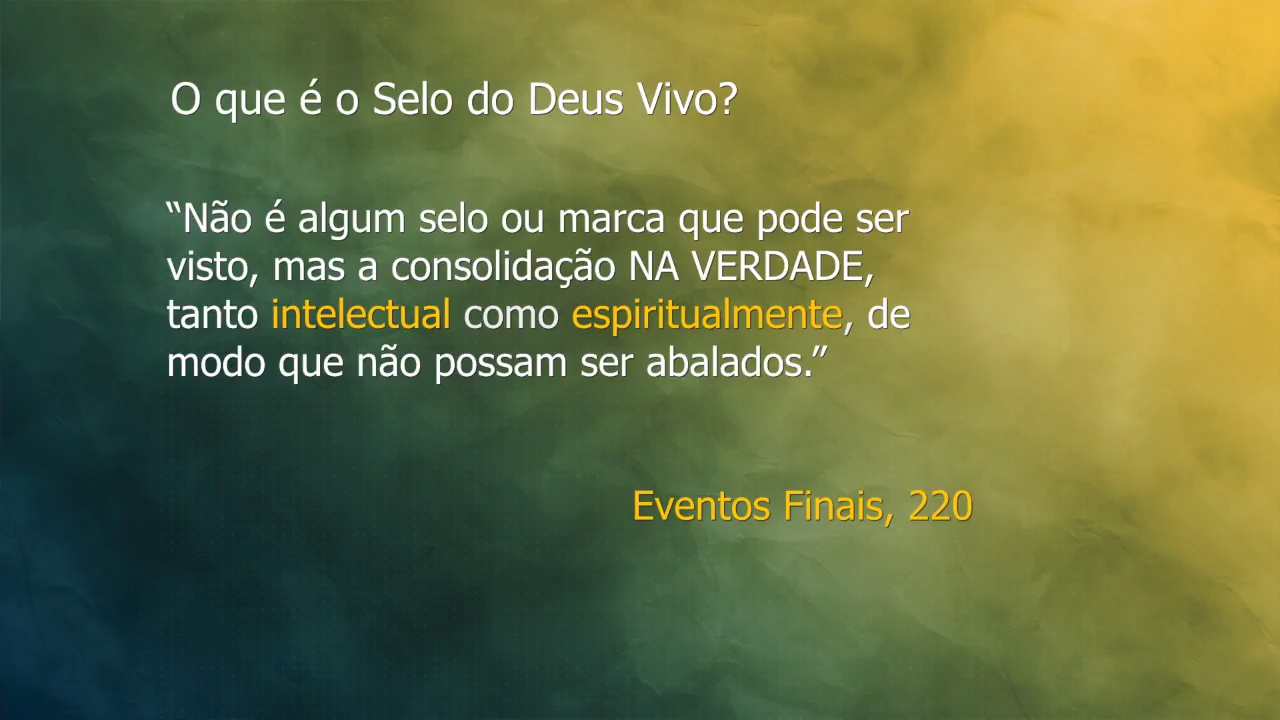 O que é o Selo do Deus Vivo?
“Não é algum selo ou marca que pode ser
visto, mas a consolidação NA VERDADE,
tanto intelectual como espiritualmente, de
modo que não possam ser abalados.”
Eventos Finais, 220